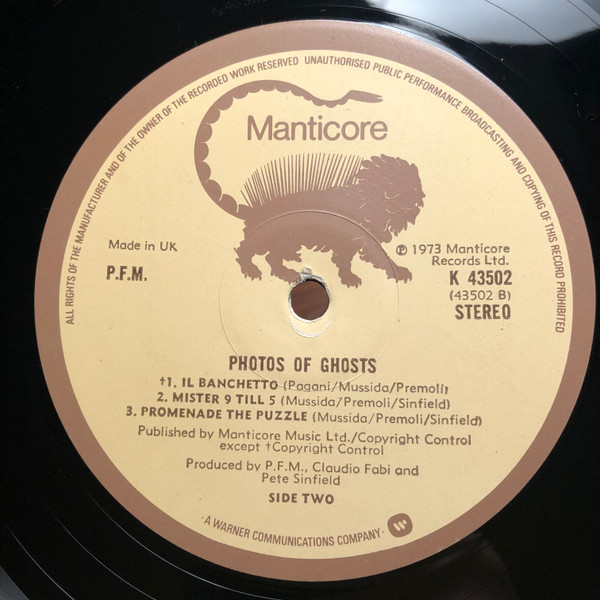 ALL RIGHTS OF THE MANUFACTURER AND OF THE OWNER OF THE RECORDED WORK RESERVED UNAUTHORISED PUBLIC PERFORMANCE BROADCASTING AND COPYING OF THIS RECORD PROHIBITED
Manticore
Made in UK
P.F.M.
℗ 1973 Manticore
Records Ltd.
K 43502
(43502 B)
STEREO
PHOTOS OF GHOSTS
†1. IL BANCHETTO (Pagani/Mussida/Premoli)
2. MISTER 9 TILL 5 (Mussida/Premoli/Sinfield)
3. PROMENADE THE PUZZLE (Mussida/Premoli/Sinfield)
Published by Manticore Music Ltd./Copyright Control
except †Copyright Control
Produced by P.F.M., Claudio Fabi and
Pete Sinfield
SIDE TWO
· A WARNER COMMUNICATIONS COMPANY ·